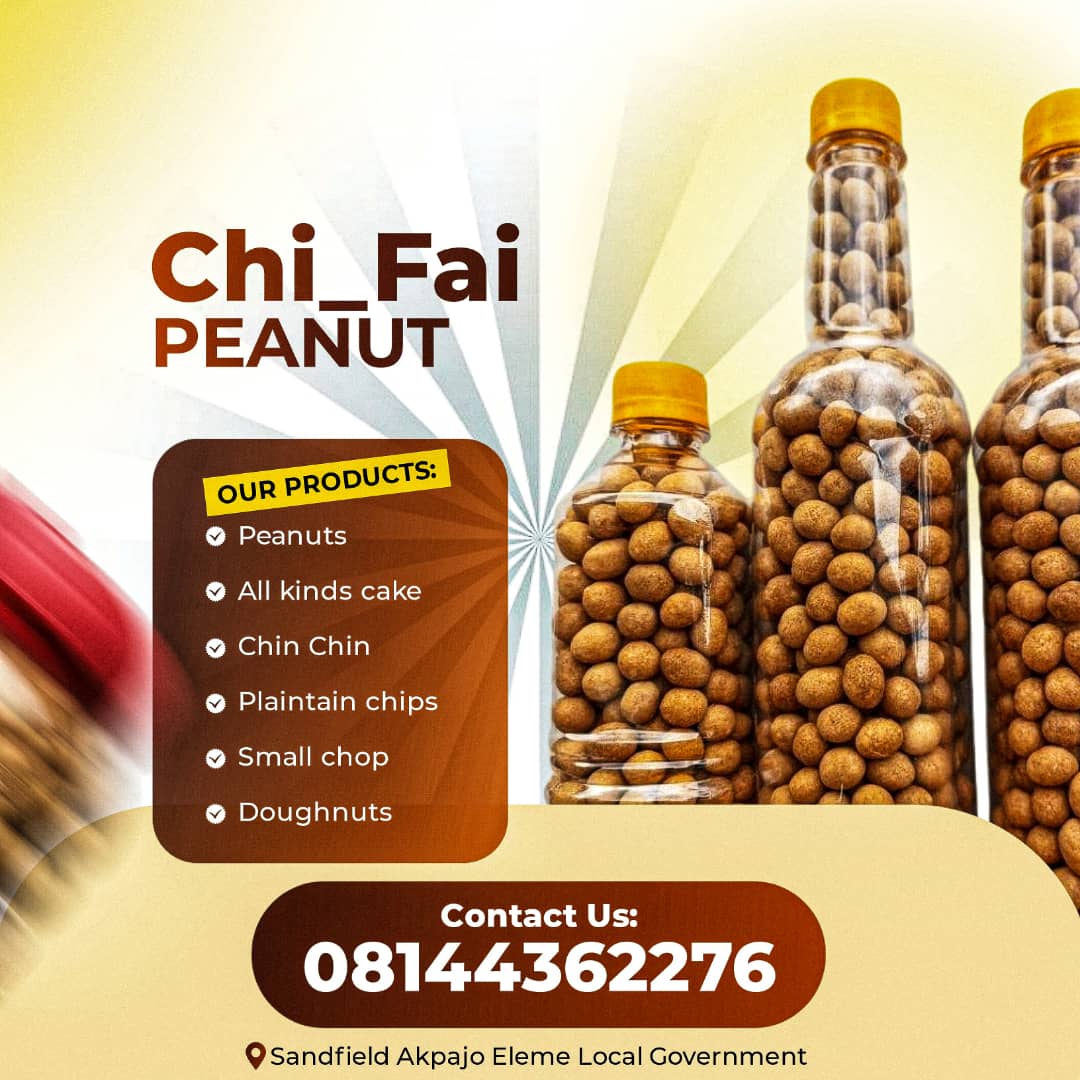 Chi_Fai
PEANUT
OUR PRODUCTS:
Peanuts
All kinds cake
Chin Chin
Plaintain chips
Small chop
Doughnuts
Contact Us:
08144362276
Sandfield Akpajo Eleme Local Government